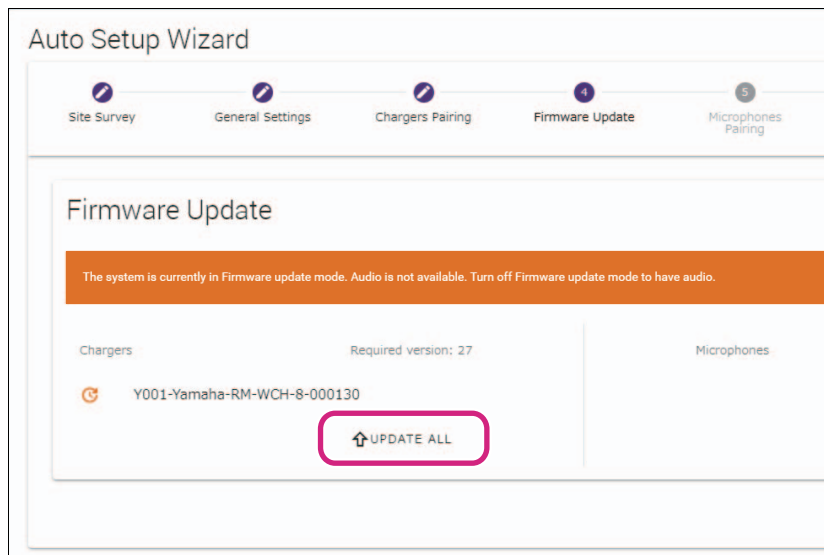 Auto Setup Wizard
Site Survey
General Settings
Chargers Pairing
4
Firmware Update
5
Microphones
Pairing
Firmware Update
The system is currently in Firmware update mode. Audio is not available. Turn off Firmware update mode to have audio.
Chargers
Required version: 27
Microphones
Y001-Yamaha-RM-WCH-8-000130
UPDATE ALL